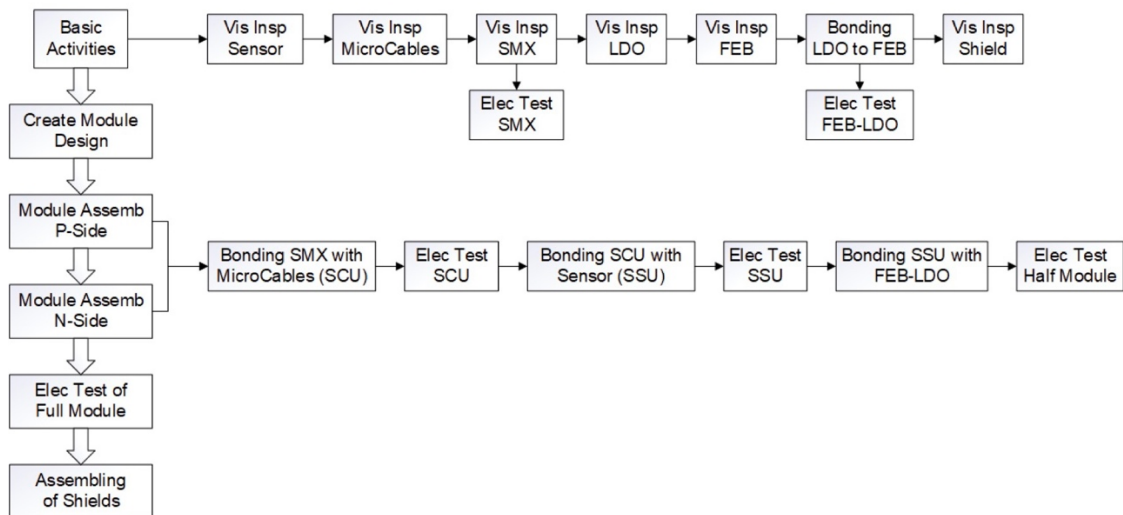 Basic
Activities
Vis Insp
Sensor
Vis Insp
MicroCables
Vis Insp
SMX
Vis Insp
LDO
Vis Insp
FEB
Bonding
LDO to FEB
Vis Insp
Shield
Elec Test
SMX
Elec Test
FEB-LDO
Create Module
Design
Module Assemb
P-Side
Bonding SMX with
MicroCables (SCU)
Elec Test
SCU
Bonding SCU with
Sensor (SSU)
Elec Test
SSU
Bonding SSU with
FEB-LDO
Elec Test
Half Module
Module Assemb
N-Side
Elec Test of
Full Module
Assembling
of Shields